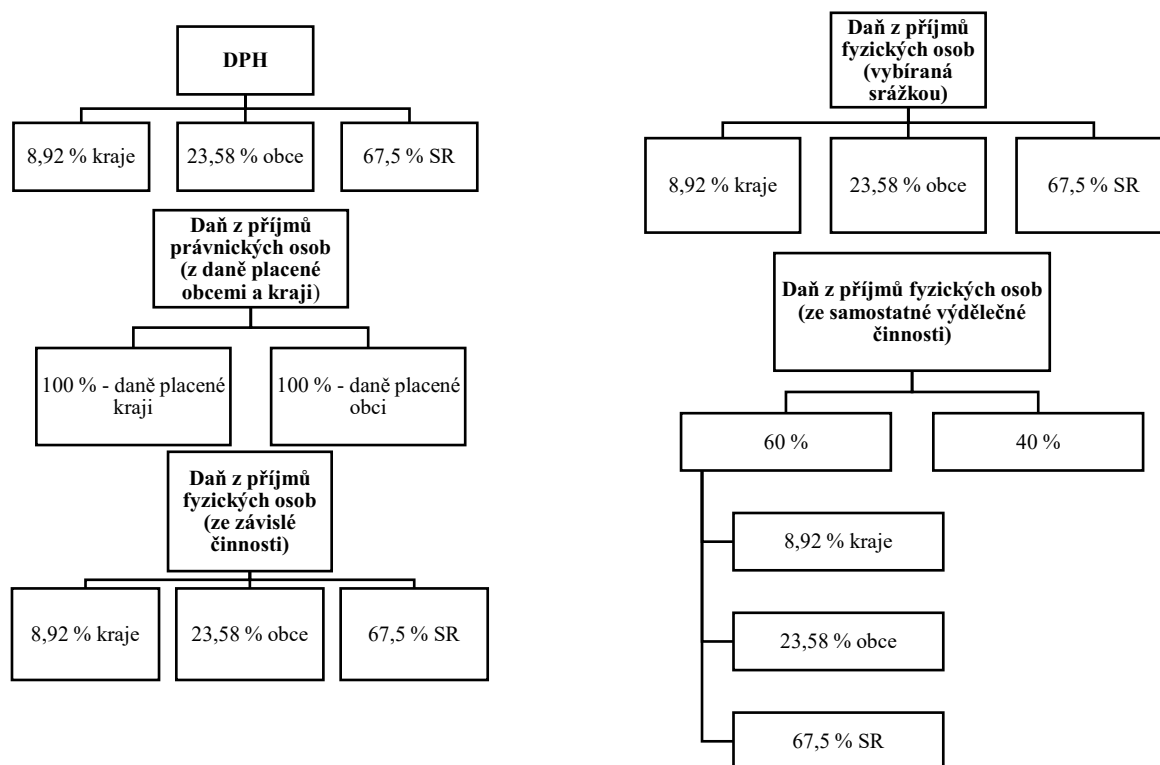 DPH
8,92 % kraje
23,58 % obce
67,5 % SR
Daň z příjmů
právnických osob
(z daně placené
obcemi a kraji)
100 % - daně placené
kraji
100 % - daně placené
obci
Daň z příjmů
fyzických osob
(ze závislé
činnosti)
8,92 % kraje
23,58 % obce
67,5 % SR
Daň z příjmů
fyzických osob
(vybíraná
srážkou)
8,92 % kraje
23,58 % obce
67,5 % SR
Daň z příjmů fyzických osob
(ze samostatné výdělečné
činnosti)
60 %
40 %
8,92 % kraje
23,58 % obce
67,5 % SR